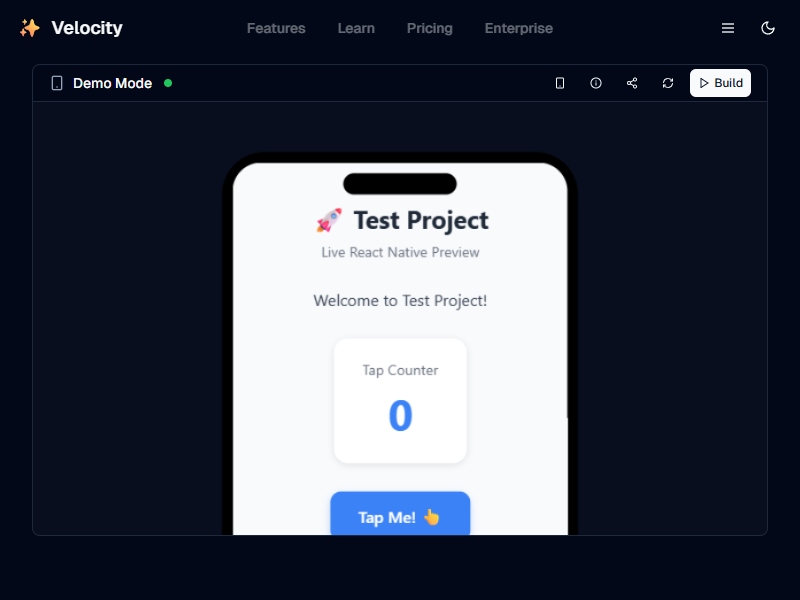 Velocity
Features Learn Pricing Enterprise
Demo Mode
Build
Test Project
Live React Native Preview
Welcome to Test Project!
Tap Counter
0
Tap Me!